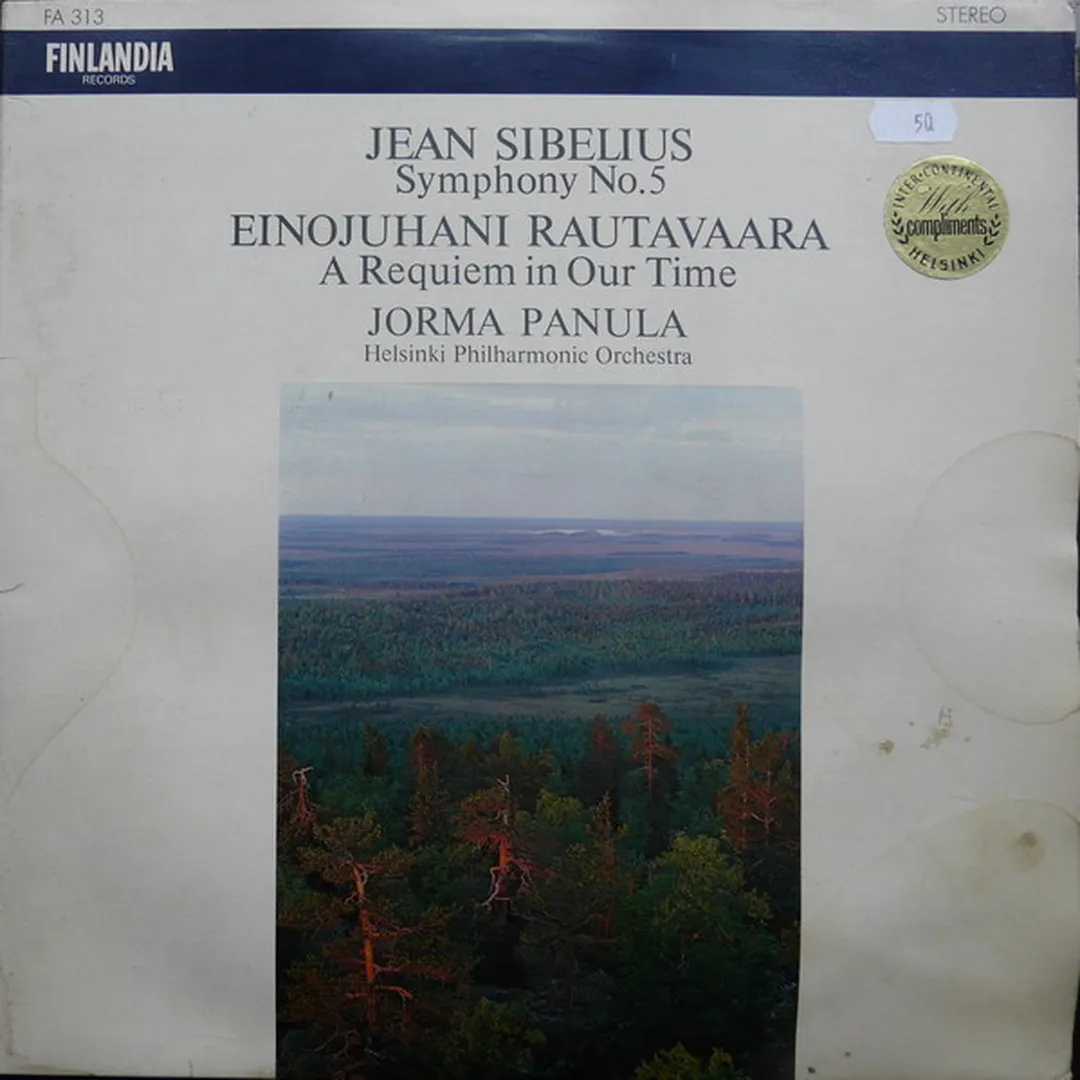 FA 313
STEREO
FINLANDIA
RECORDS
50
JEAN SIBELIUS
Symphony No.5
EINOJUHANI RAUTAVAARA
A Requiem in Our Time
JORMA PANULA
Helsinki Philharmonic Orchestra
INTER·CONTINENTAL
With
compliments
HELSINKI